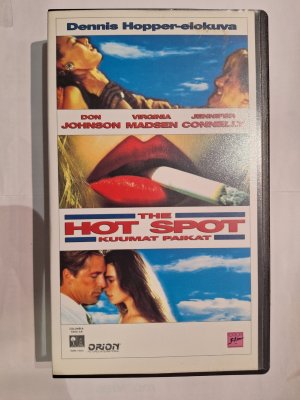 Dennis Hopper-elokuva
DON VIRGINIA JENNIFER
JOHNSON MADSEN CONNELLY
THE
HOT SPOT
KUUMAT PAIKAT
ORION